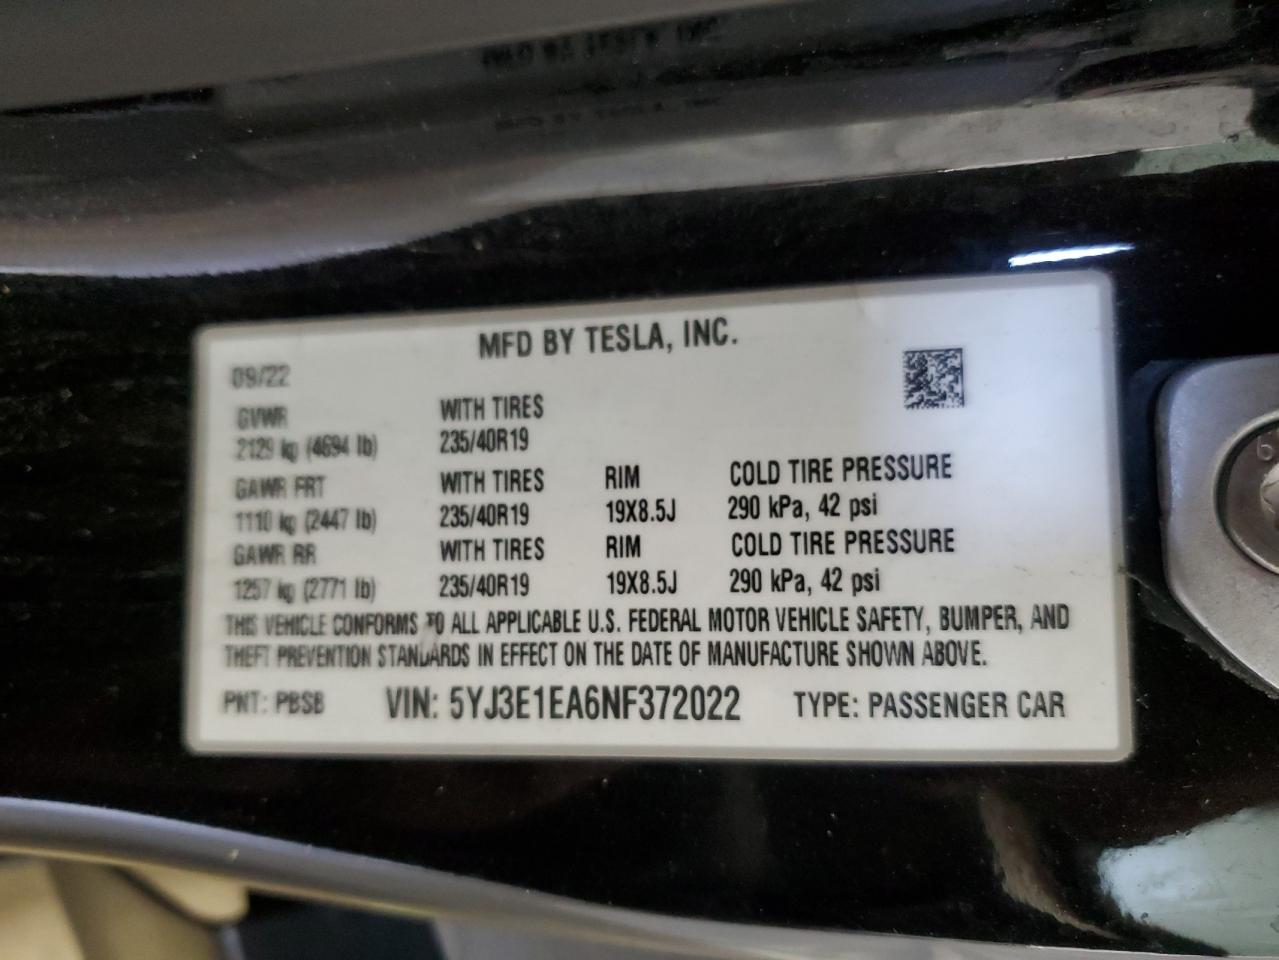 MFD BY TESLA, INC.
09/22
GVWR WITH TIRES
2129 kg (4694 lb) 235/40R19
GAWR FRT WITH TIRES RIM COLD TIRE PRESSURE
1110 kg (2447 lb) 235/40R19 19X8.5J 290 kPa, 42 psi
GAWR RR WITH TIRES RIM COLD TIRE PRESSURE
1257 kg (2771 lb) 235/40R19 19X8.5J 290 kPa, 42 psi
THIS VEHICLE CONFORMS TO ALL APPLICABLE U.S. FEDERAL MOTOR VEHICLE SAFETY, BUMPER, AND
THEFT PREVENTION STANDARDS IN EFFECT ON THE DATE OF MANUFACTURE SHOWN ABOVE.
PNT: PBSB VIN: 5YJ3E1EA6NF372022 TYPE: PASSENGER CAR